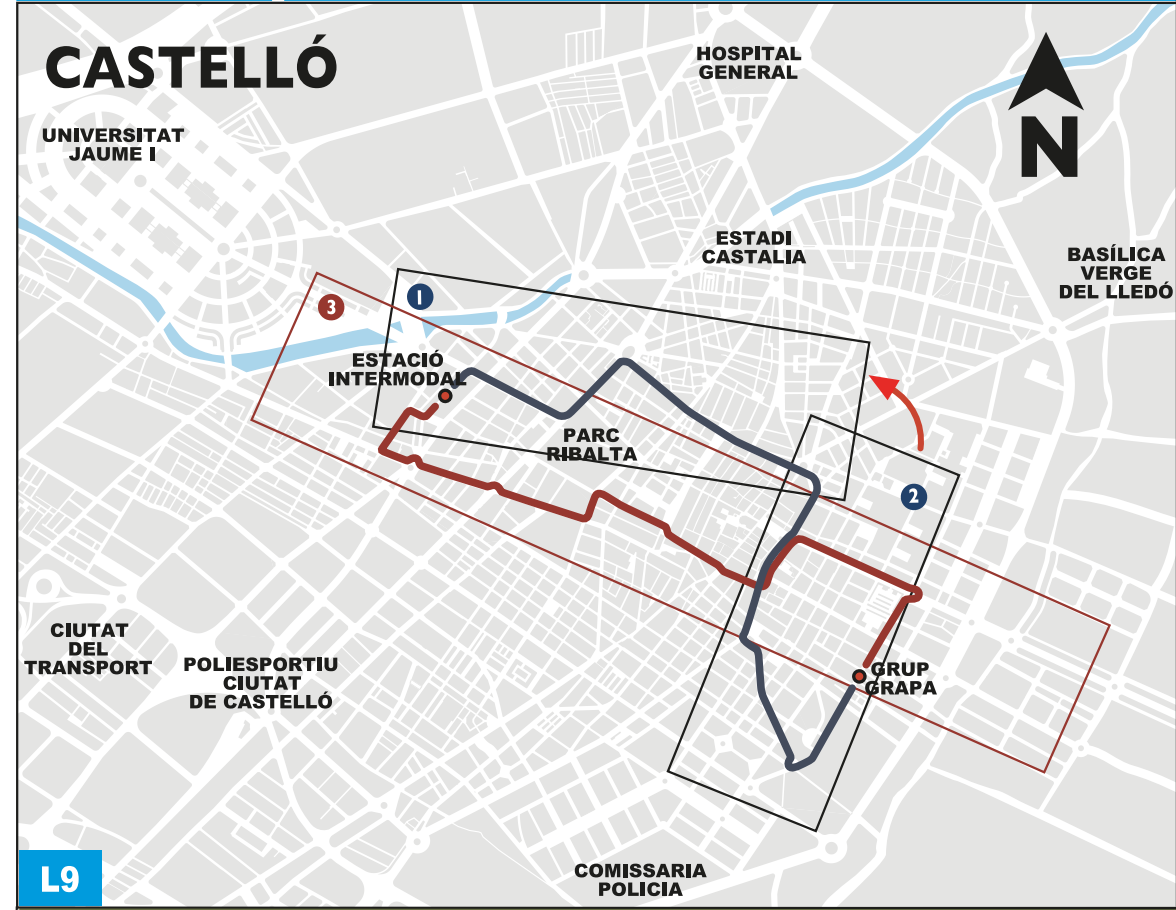 CASTELLÓ
HOSPITAL
GENERAL
N
UNIVERSITAT
JAUME I
ESTADI
CASTALIA
BASÍLICA
VERGE
DEL LLEDÓ
3
1
ESTACIÓ
INTERMODAL
PARC
RIBALTA
2
CIUTAT
DEL
TRANSPORT
POLIESPORTIU
CIUTAT
DE CASTELLÓ
GRUP
GRAPA
COMISSARIA
POLICIA
L9